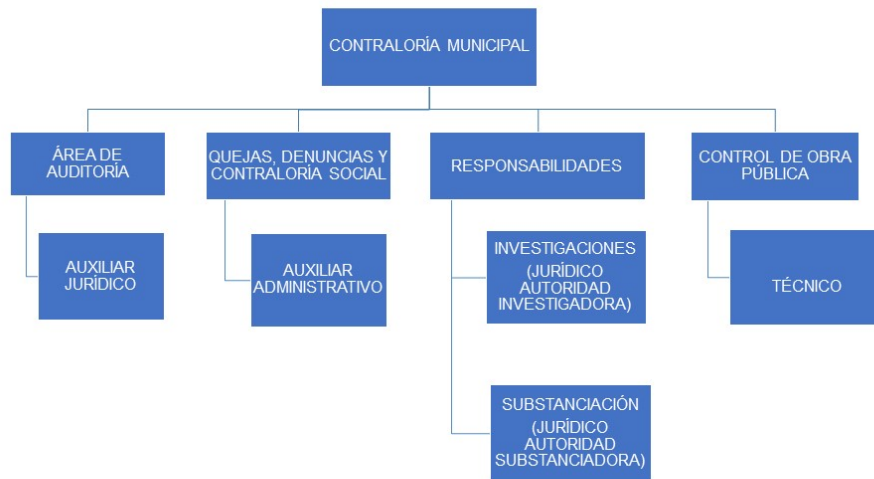 CONTRALORÍA MUNICIPAL
ÁREA DE
AUDITORÍA
QUEJAS, DENUNCIAS Y
CONTRALORÍA SOCIAL
RESPONSABILIDADES
CONTROL DE OBRA
PÚBLICA
AUXILIAR
JURÍDICO
AUXILIAR
ADMINISTRATIVO
INVESTIGACIONES
(JURÍDICO
AUTORIDAD
INVESTIGADORA)
TÉCNICO
SUBSTANCIACIÓN
(JURÍDICO
AUTORIDAD
SUBSTANCIADORA)